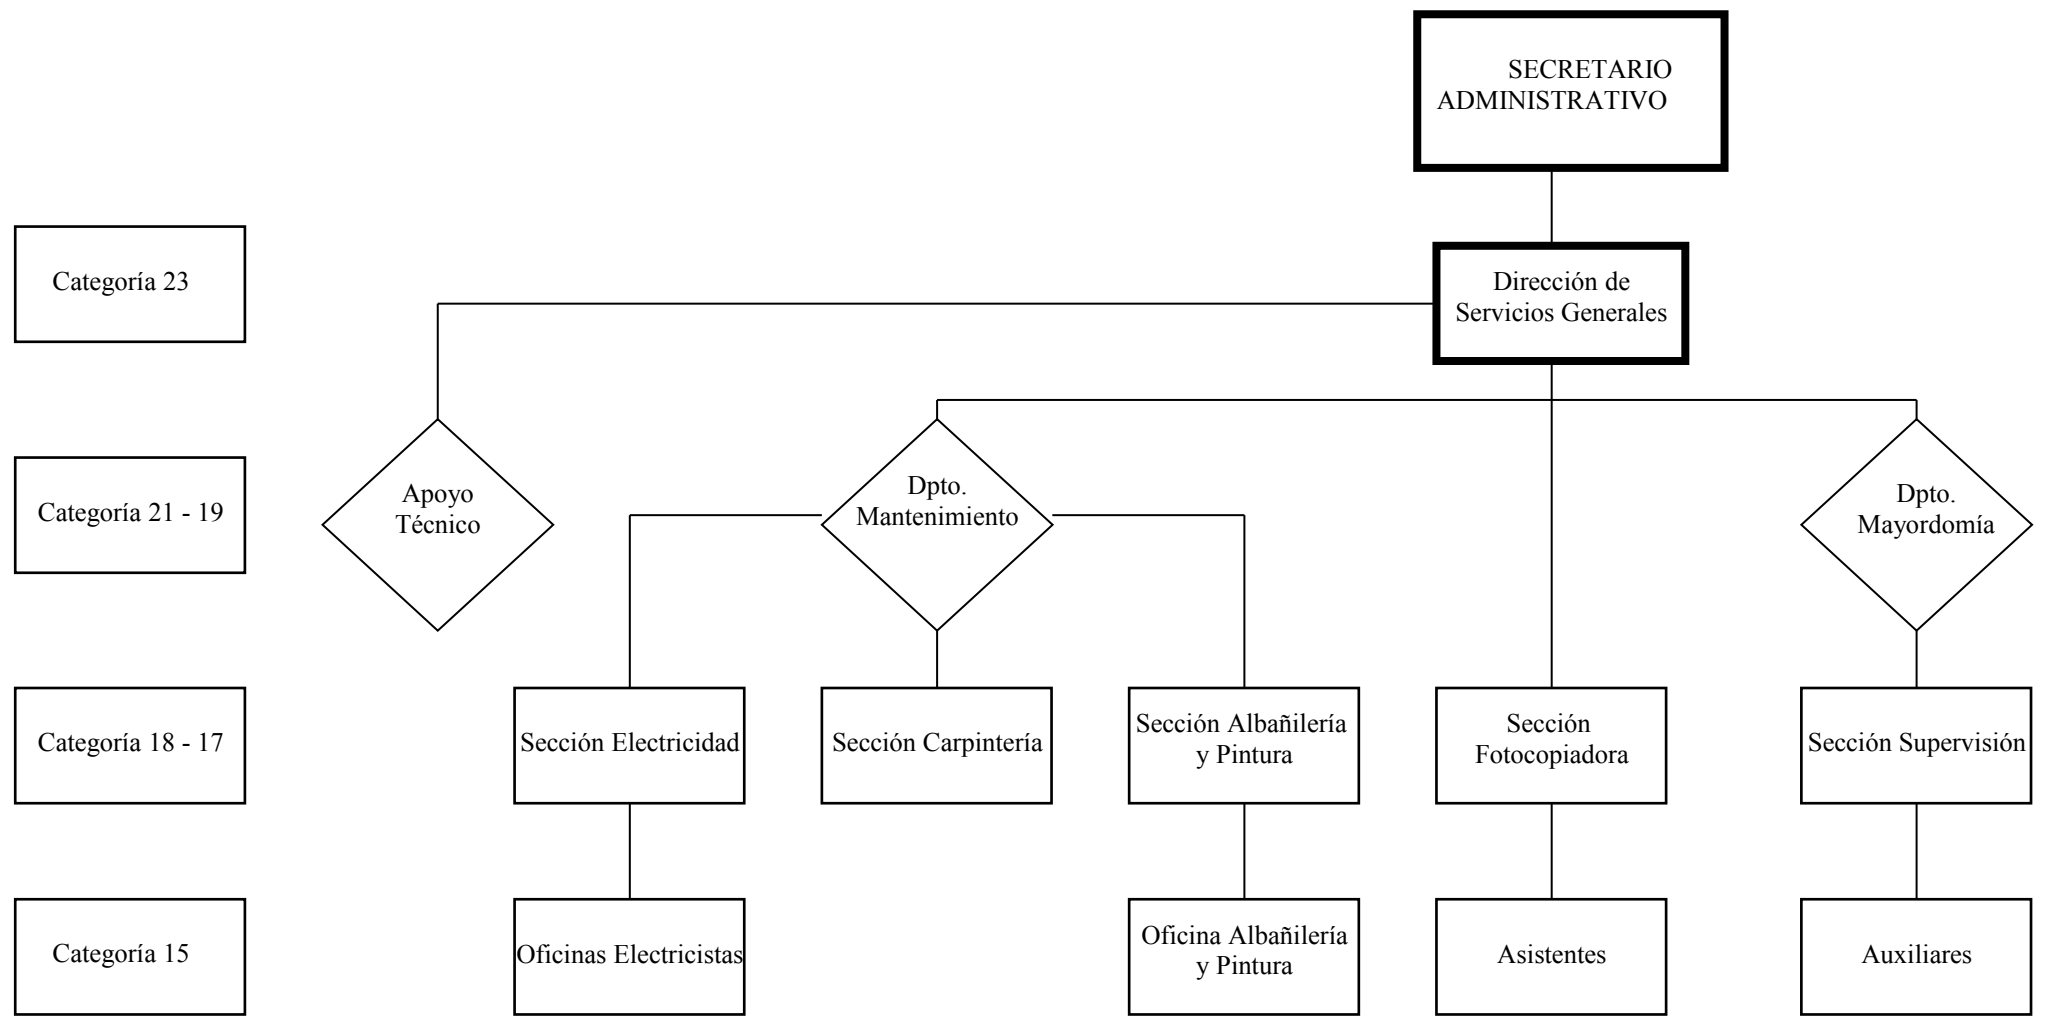 SECRETARIO
ADMINISTRATIVO
Categoría 23
Dirección de
Servicios Generales
Categoría 21 - 19
Apoyo
Técnico
Dpto.
Mantenimiento
Dpto.
Mayordomía
Categoría 18 - 17
Sección Electricidad
Sección Carpintería
Sección Albañilería
y Pintura
Sección
Fotocopiadora
Sección Supervisión
Categoría 15
Oficinas Electricistas
Oficina Albañilería
y Pintura
Asistentes
Auxiliares